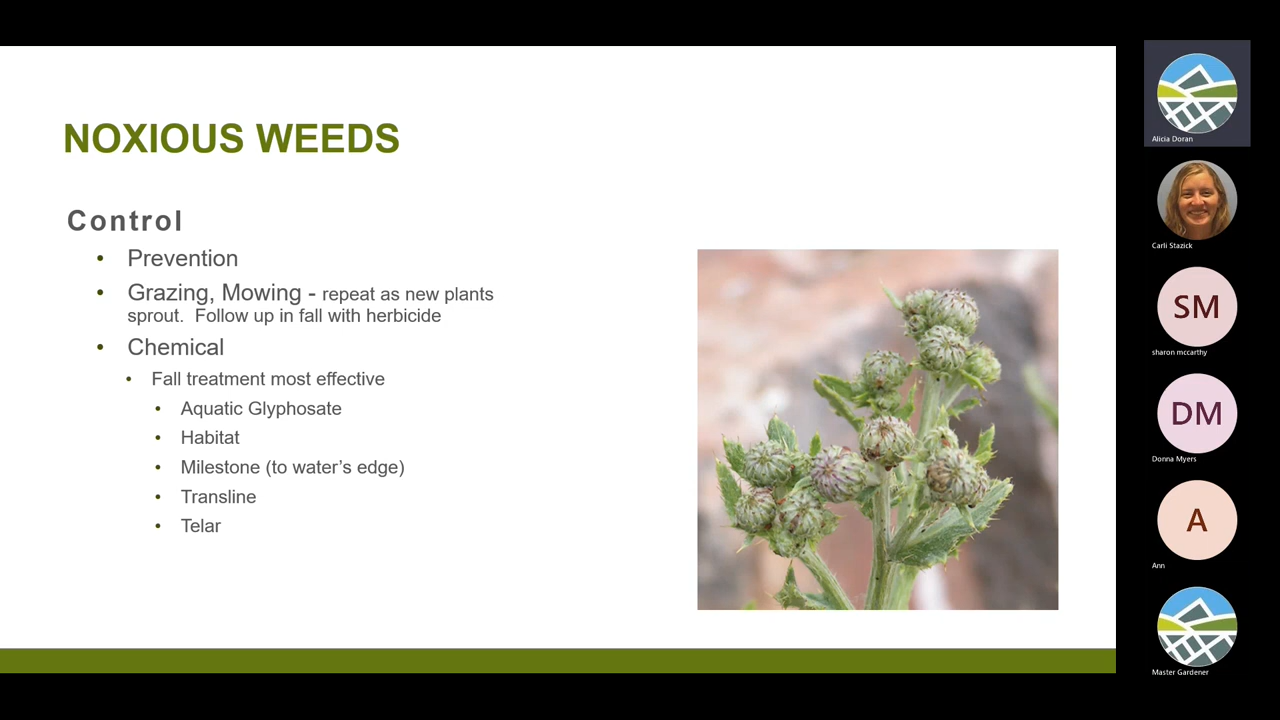 NOXIOUS WEEDS
Control
• Prevention
• Grazing, Mowing - repeat as new plants
sprout.  Follow up in fall with herbicide
• Chemical
• Fall treatment most effective
• Aquatic Glyphosate
• Habitat
• Milestone (to water’s edge)
• Transline
• Telar
Alicia Doran
Carli Stazick
SM
sharon mccarthy
DM
Donna Myers
A
Ann
Master Gardener